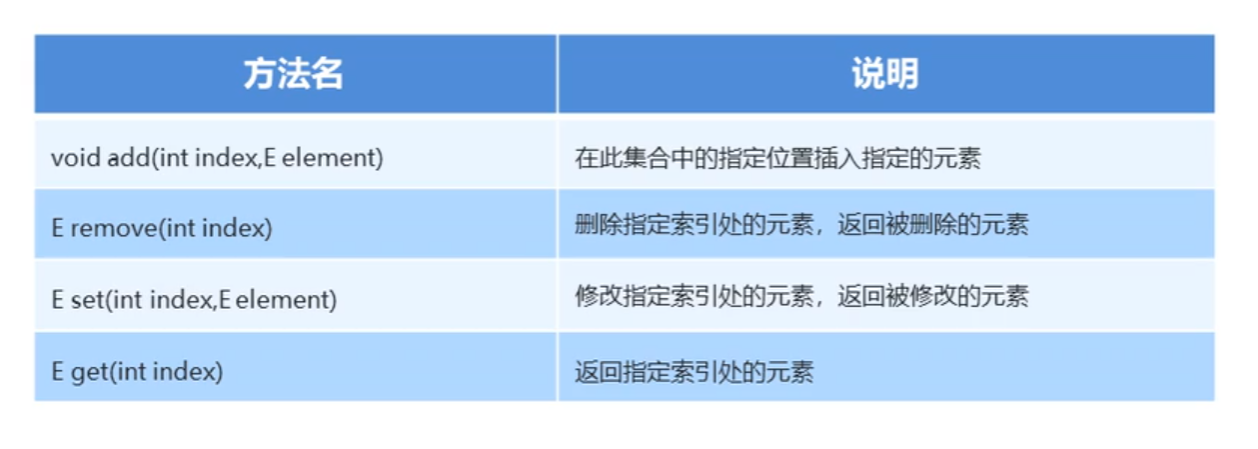 方法名 说明
void add(int index,E element) 在此集合中的指定位置插入指定的元素
E remove(int index) 删除指定索引处的元素，返回被删除的元素
E set(int index,E element) 修改指定索引处的元素，返回被修改的元素
E get(int index) 返回指定索引处的元素